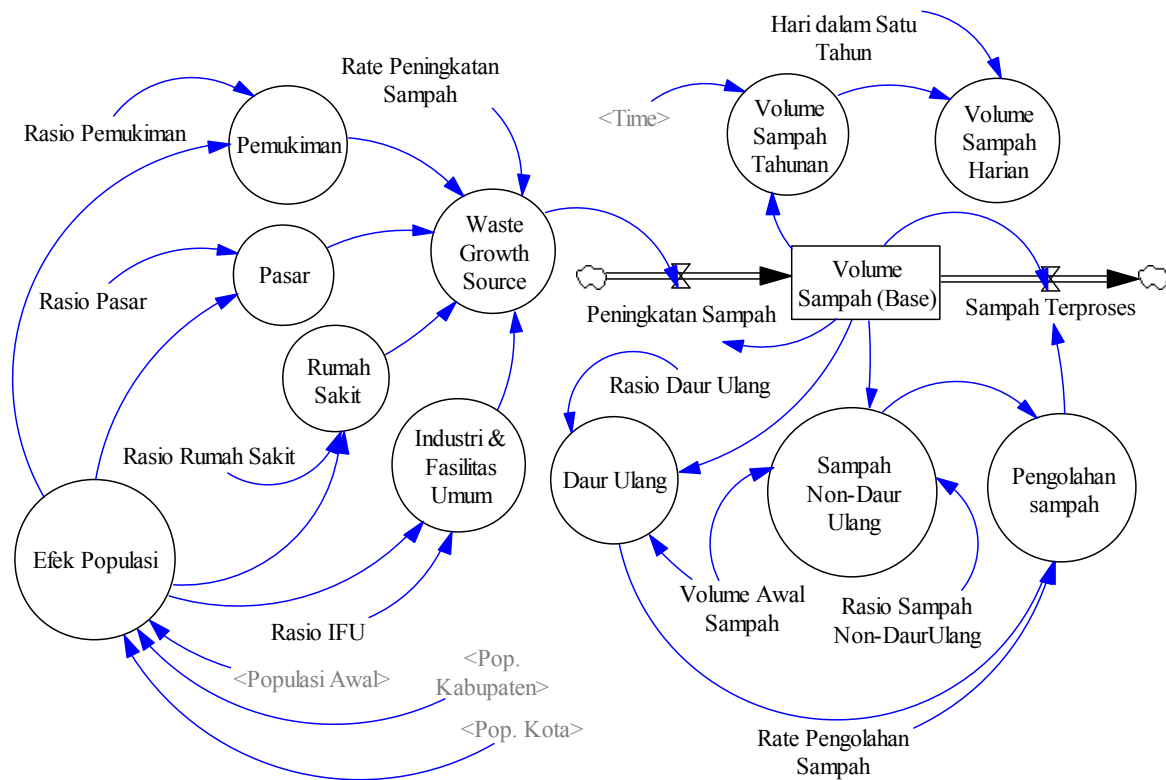 Hari dalam Satu
Tahun
Rate Peningkatan
Sampah
<Time>
Rasio Pemukiman
Pemukiman
Volume
Sampah
Tahunan
Volume
Sampah
Harian
Waste
Growth
Source
Pasar
Rasio Pasar
Volume
Sampah (Base)
Peningkatan Sampah
Sampah Terproses
Rumah
Sakit
Rasio Daur Ulang
Industri &
Fasilitas
Umum
Rasio Rumah Sakit
Daur Ulang
Sampah
Non-Daur
Ulang
Pengolahan
sampah
Efek Populasi
Volume Awal
Sampah
Rasio Sampah
Non-DaurUlang
Rasio IFU
<Populasi Awal>
<Pop.
Kabupaten>
<Pop. Kota>
Rate Pengolahan
Sampah